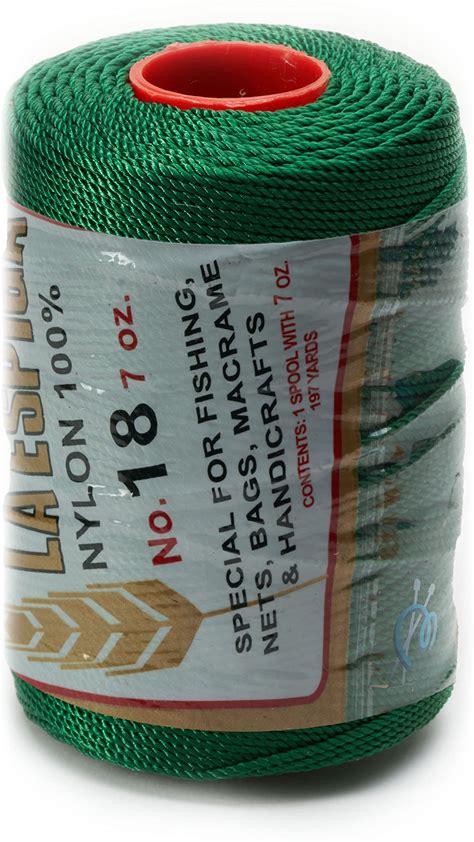 LA ESPIGA
NYLON 100%
No. 18 7 oz.
SPECIAL FOR FISHING,
NETS, BAGS, MACRAME
& HANDICRAFTS
CONTENTS: 1 SPOOL WITH 7 OZ.
197 YARDS